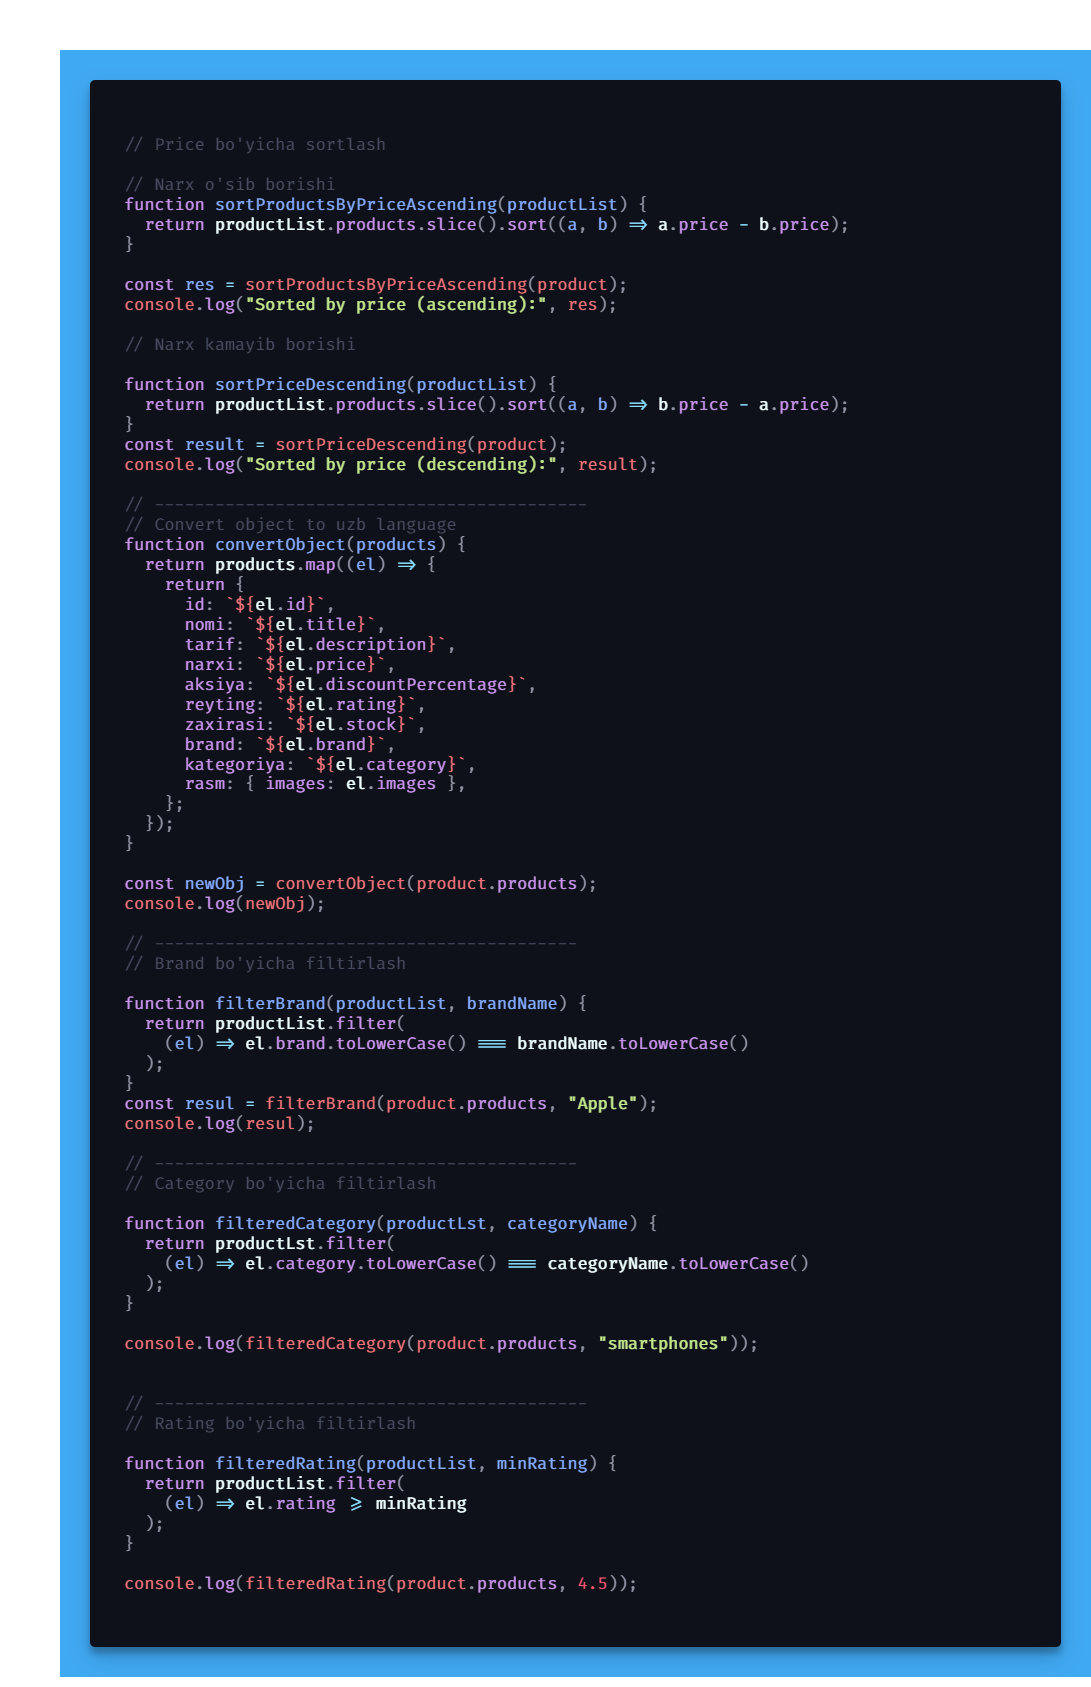 // Price bo'yicha sortlash
// Narx o'sib borishi
function sortProductsByPriceAscending(productList) {
  return productList.products.slice().sort((a, b) => a.price - b.price);
}
const res = sortProductsByPriceAscending(product);
console.log("Sorted by price (ascending):", res);
// Narx kamayib borishi
function sortPriceDescending(productList) {
  return productList.products.slice().sort((a, b) => b.price - a.price);
}
const result = sortPriceDescending(product);
console.log("Sorted by price (descending):", result);
// -------------------------------------------
// Convert object to uzb language
function convertObject(products) {
  return products.map((el) => {
    return {
      id: `${el.id}`,
      nomi: `${el.title}`,
      tarif: `${el.description}`,
      narxi: `${el.price}`,
      aksiya: `${el.discountPercentage}`,
      reyting: `${el.rating}`,
      zaxirasi: `${el.stock}`,
      brand: `${el.brand}`,
      kategoriya: `${el.category}`,
      rasm: { images: el.images },
    };
  });
}
const newObj = convertObject(product.products);
console.log(newObj);
// ------------------------------------------
// Brand bo'yicha filtirlash
function filterBrand(productList, brandName) {
  return productList.filter(
    (el) => el.brand.toLowerCase() === brandName.toLowerCase()
  );
}
const resul = filterBrand(product.products, "Apple");
console.log(resul);
// ------------------------------------------
// Category bo'yicha filtirlash
function filteredCategory(productLst, categoryName) {
  return productLst.filter(
    (el) => el.category.toLowerCase() === categoryName.toLowerCase()
  );
}
console.log(filteredCategory(product.products, "smartphones"));
// -------------------------------------------
// Rating bo'yicha filtirlash
function filteredRating(productList, minRating) {
  return productList.filter(
    (el) => el.rating >= minRating
  );
}
console.log(filteredRating(product.products, 4.5));